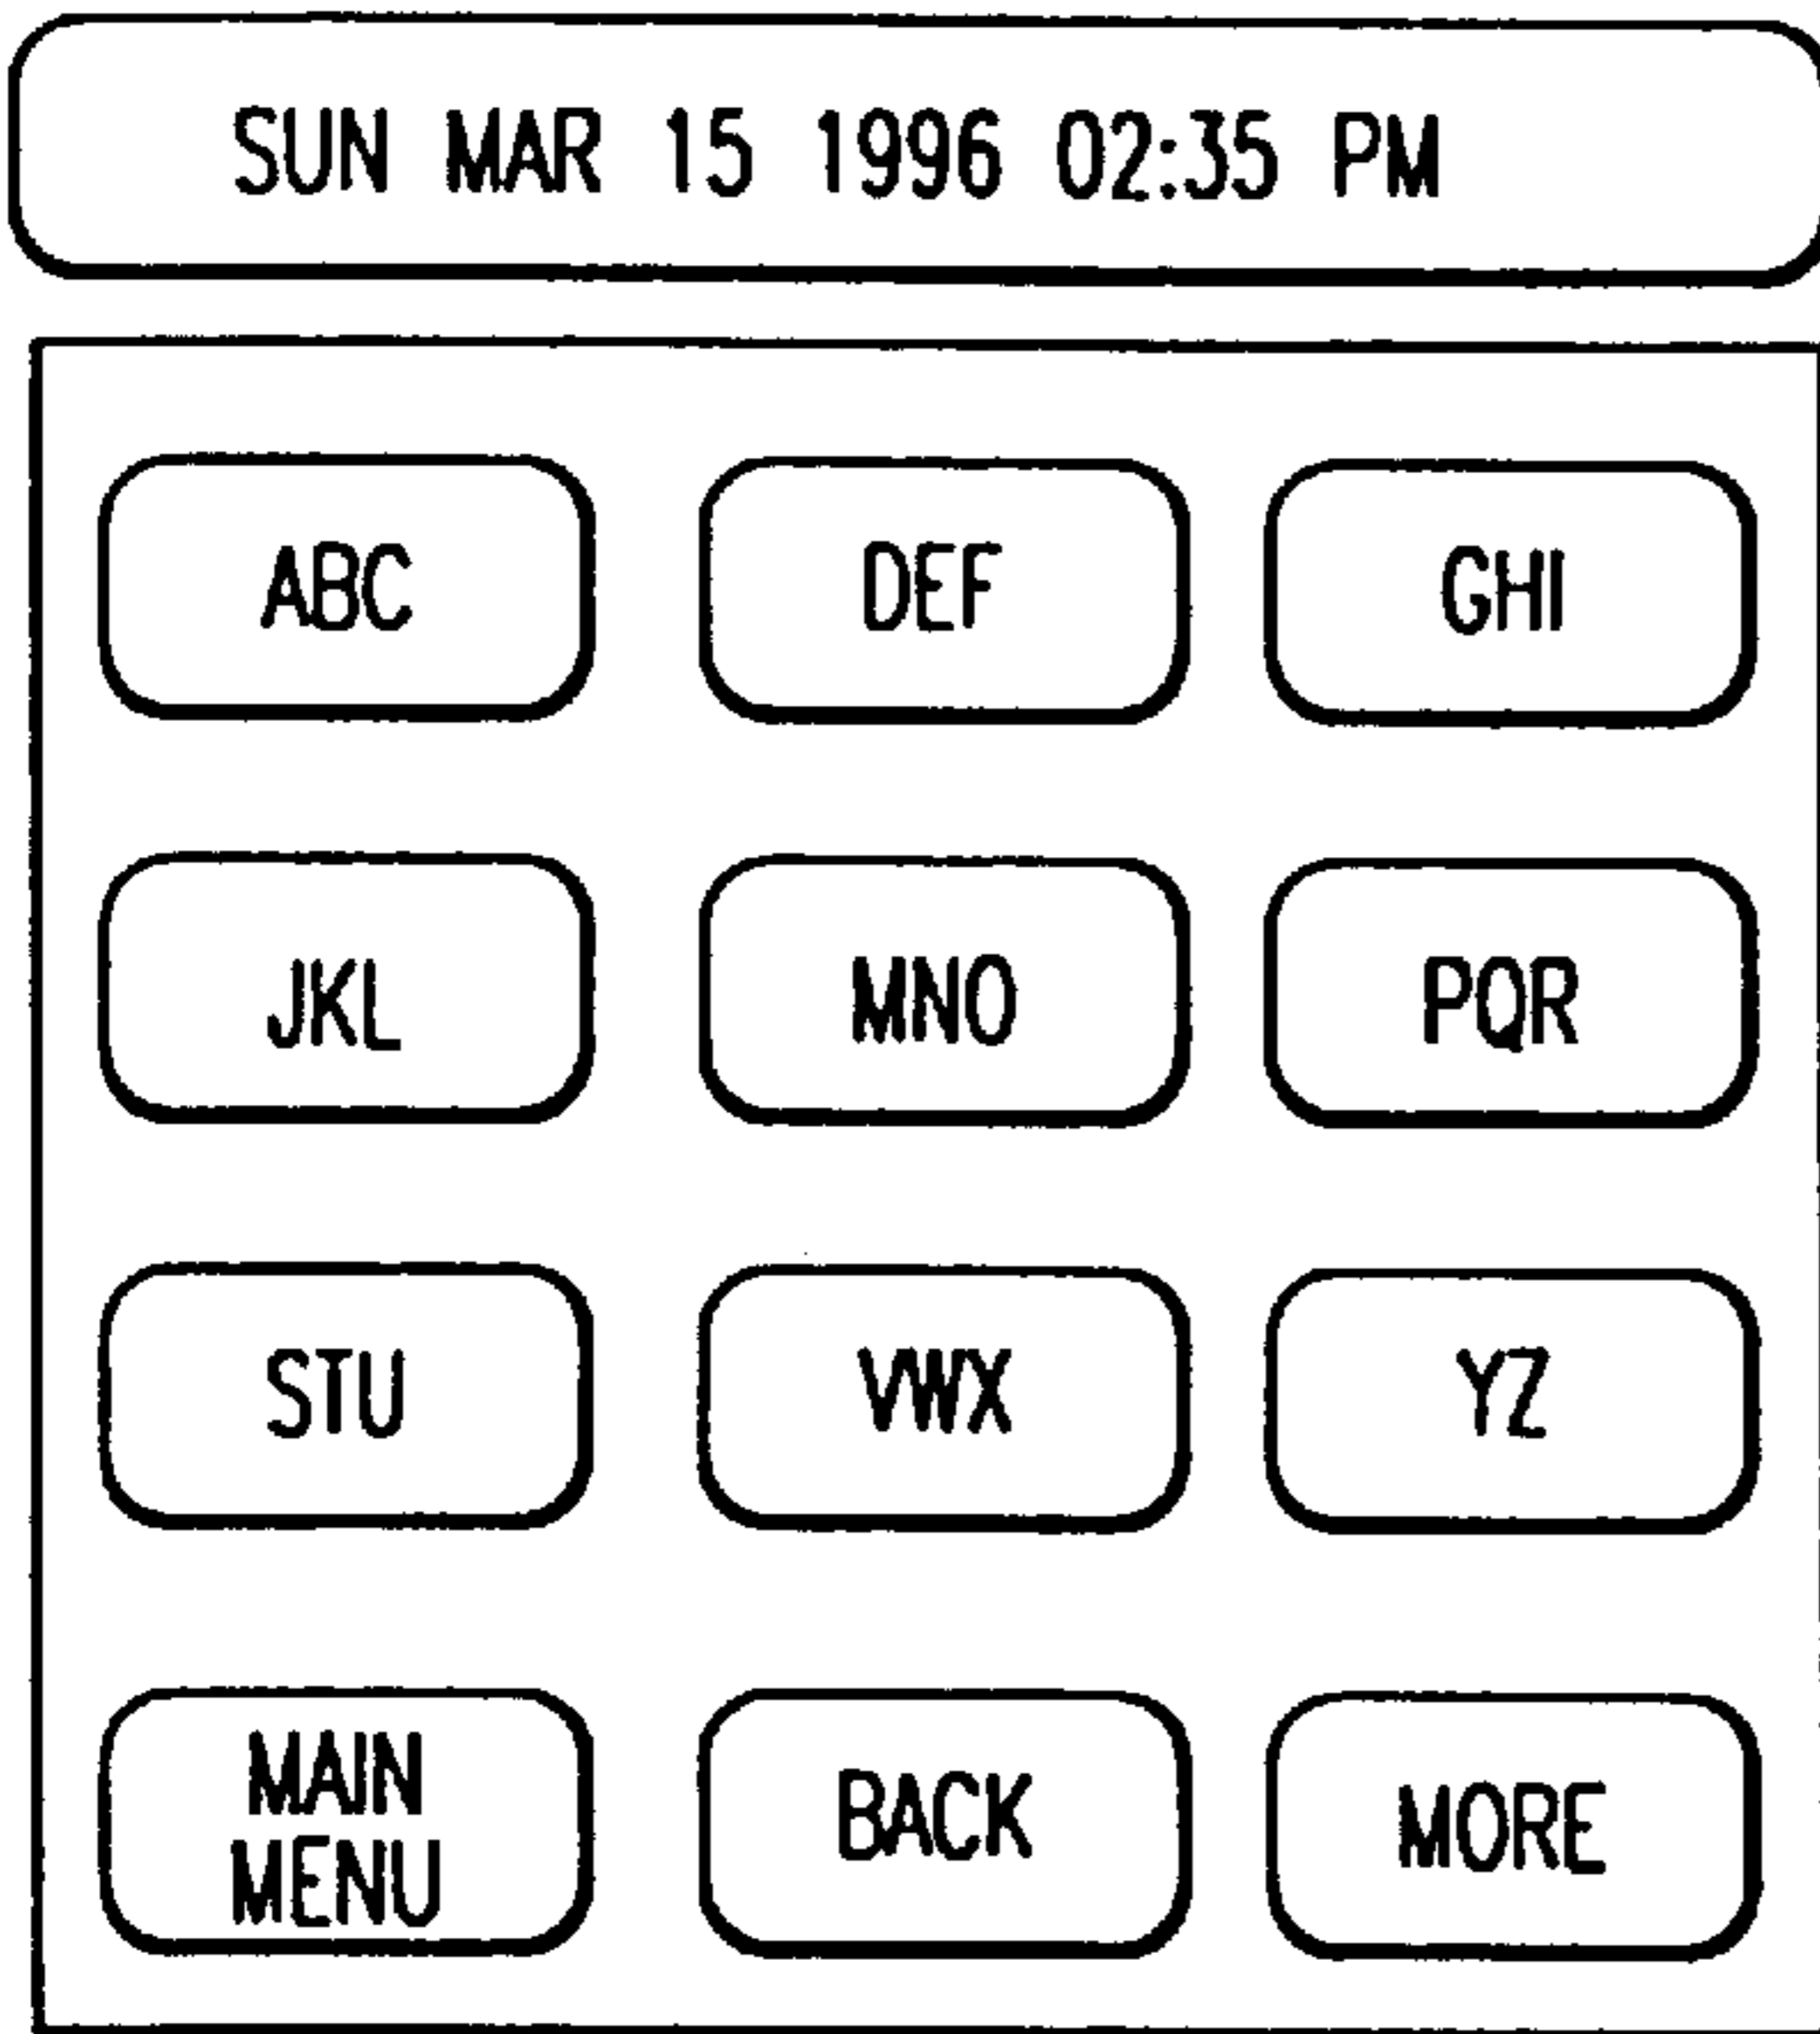 SUN MAR 15 1996 02:35 PM
ABC DEF GHI
JKL MNO PQR
STU VWX YZ
MAIN
MENU
BACK
MORE